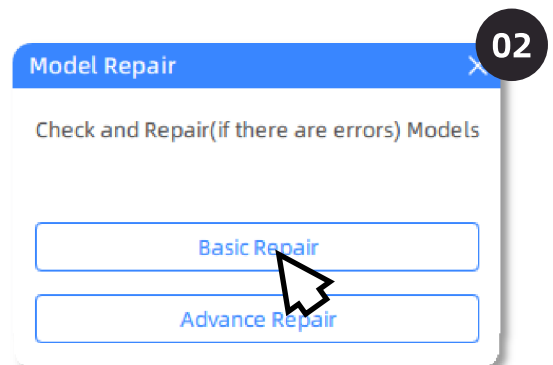 02
Model Repair
Check and Repair(if there are errors) Models
Basic Repair
Advance Repair